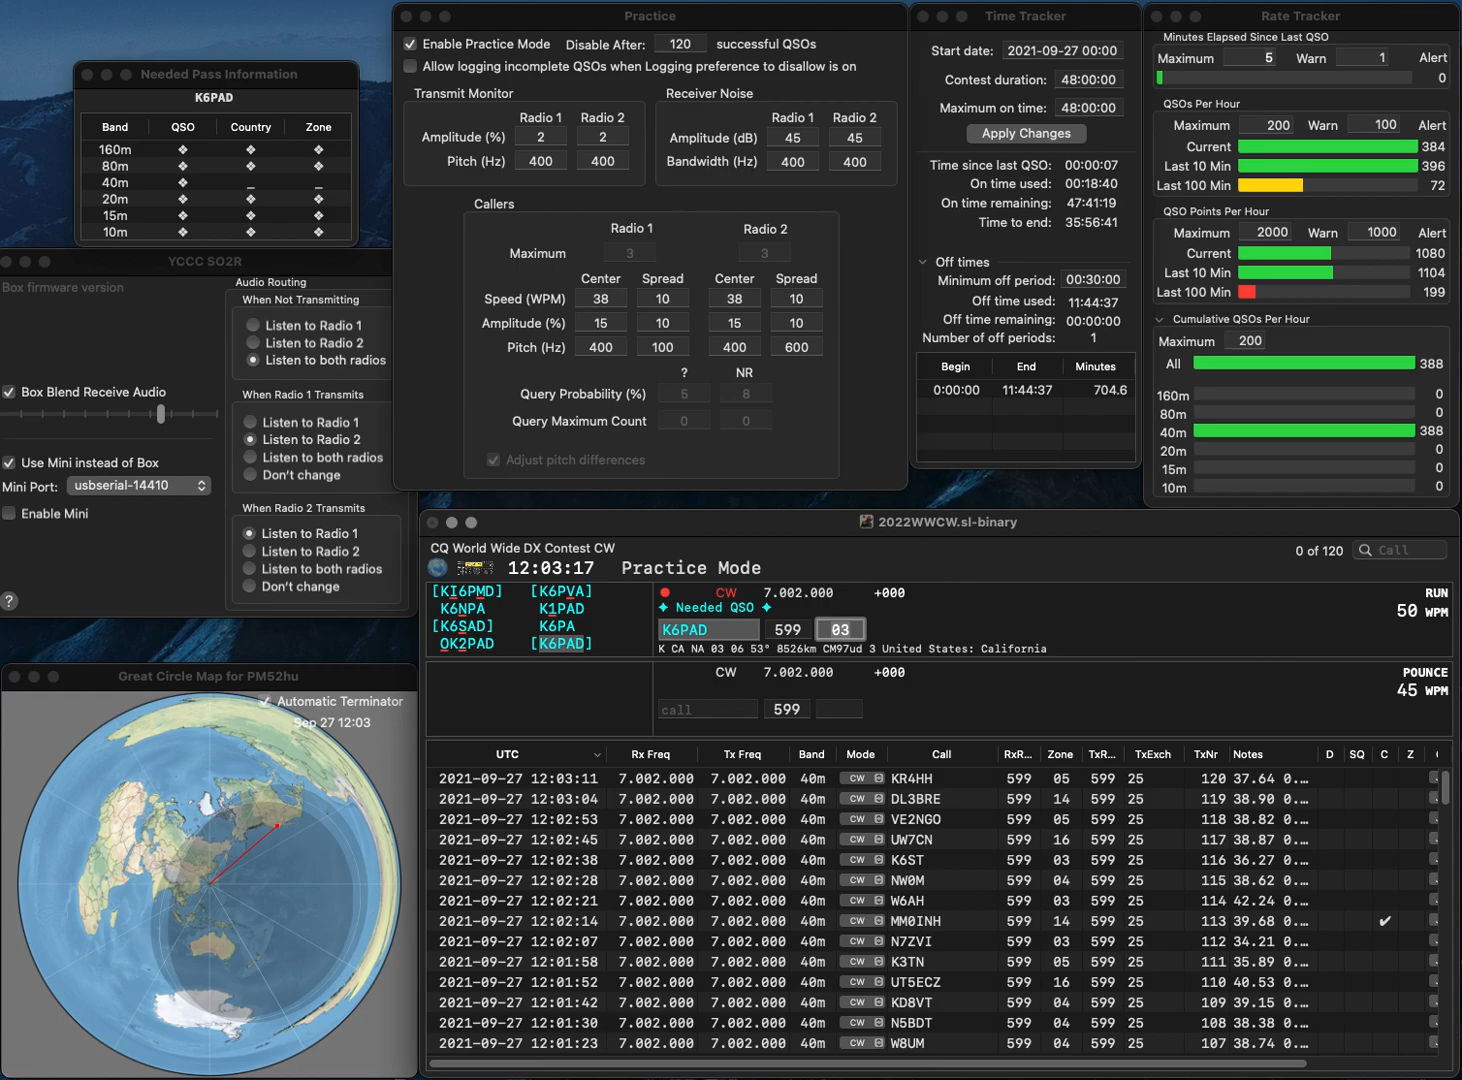 Needed Pass Information
K6PAD
Band QSO Country Zone
160m ❖ ❖ ❖
80m ❖ ❖ ❖
40m ❖ _ _
20m ❖ ❖ ❖
15m ❖ ❖ ❖
10m ❖ ❖ ❖
YCCC SO2R
Box firmware version
Box Blend Receive Audio
Use Mini instead of Box
Mini Port: usbserial-14410
Enable Mini
?
Audio Routing
When Not Transmitting
Listen to Radio 1
Listen to Radio 2
Listen to both radios
When Radio 1 Transmits
Listen to Radio 1
Listen to Radio 2
Listen to both radios
Don't change
When Radio 2 Transmits
Listen to Radio 1
Listen to Radio 2
Listen to both radios
Don't change
Practice
Enable Practice Mode Disable After: 120 successful QSOs
Allow logging incomplete QSOs when Logging preference to disallow is on
Transmit Monitor
Radio 1 Radio 2
Amplitude (%) 2 2
Pitch (Hz) 400 400
Receiver Noise
Radio 1 Radio 2
Amplitude (dB) 45 45
Bandwidth (Hz) 400 400
Callers
Radio 1 Radio 2
Maximum 3 3
Center Spread Center Spread
Speed (WPM) 38 10 38 10
Amplitude (%) 15 10 15 10
Pitch (Hz) 400 100 400 600
? NR
Query Probability (%) 5 8
Query Maximum Count 0 0
Adjust pitch differences
Time Tracker
Start date: 2021-09-27 00:00
Contest duration: 48:00:00
Maximum on time: 48:00:00
Apply Changes
Time since last QSO: 00:00:07
On time used: 00:18:40
On time remaining: 47:41:19
Time to end: 35:56:41
Off times
Minimum off period: 00:30:00
Off time used: 11:44:37
Off time remaining: 00:00:00
Number of off periods: 1
Begin End Minutes
0:00:00 11:44:37 704.6
Rate Tracker
Minutes Elapsed Since Last QSO
Maximum 5 Warn 1 Alert
0
QSOs Per Hour
Maximum 200 Warn 100 Alert
Current 384
Last 10 Min 396
Last 100 Min 72
QSO Points Per Hour
Maximum 2000 Warn 1000 Alert
Current 1080
Last 10 Min 1104
Last 100 Min 199
Cumulative QSOs Per Hour
Maximum 200
All 388
160m 0
80m 0
40m 388
20m 0
15m 0
10m 0
Great Circle Map for PM52hu
Automatic Terminator
Sep 27 12:03
2022WWCW.sl-binary
CQ World Wide DX Contest CW
0 of 120 Call
12:03:17 Practice Mode
[KI6PMD] [K6PVA]
K6NPA K1PAD
[K6SAD] K6PA
OK2PAD [K6PAD]
CW 7.002.000 +000 RUN
✦ Needed QSO ✦ 50 WPM
K6PAD 599 03
K CA NA 03 06 53° 8526km CM97ud 3 United States: California
CW 7.002.000 +000 POUNCE
45 WPM
call 599
UTC Rx Freq Tx Freq Band Mode Call RxR... Zone TxR... TxExch TxNr Notes D SQ C Z
2021-09-27 12:03:11 7.002.000 7.002.000 40m CW KR4HH 599 05 599 25 120 37.64 0....
2021-09-27 12:03:04 7.002.000 7.002.000 40m CW DL3BRE 599 14 599 25 119 38.90 0....
2021-09-27 12:02:53 7.002.000 7.002.000 40m CW VE2NGO 599 05 599 25 118 38.82 0....
2021-09-27 12:02:45 7.002.000 7.002.000 40m CW UW7CN 599 16 599 25 117 38.87 0....
2021-09-27 12:02:38 7.002.000 7.002.000 40m CW K6ST 599 03 599 25 116 36.27 0....
2021-09-27 12:02:28 7.002.000 7.002.000 40m CW NW0M 599 04 599 25 115 38.62 0....
2021-09-27 12:02:21 7.002.000 7.002.000 40m CW W6AH 599 03 599 25 114 42.24 0....
2021-09-27 12:02:14 7.002.000 7.002.000 40m CW MM0INH 599 14 599 25 113 39.68 0.... ✔
2021-09-27 12:02:07 7.002.000 7.002.000 40m CW N7ZVI 599 03 599 25 112 34.21 0....
2021-09-27 12:01:58 7.002.000 7.002.000 40m CW K3TN 599 05 599 25 111 35.89 0....
2021-09-27 12:01:52 7.002.000 7.002.000 40m CW UT5ECZ 599 16 599 25 110 40.53 0....
2021-09-27 12:01:42 7.002.000 7.002.000 40m CW KD8VT 599 04 599 25 109 39.15 0....
2021-09-27 12:01:30 7.002.000 7.002.000 40m CW N5BDT 599 04 599 25 108 38.38 0....
2021-09-27 12:01:23 7.002.000 7.002.000 40m CW W8UM 599 04 599 25 107 38.74 0....